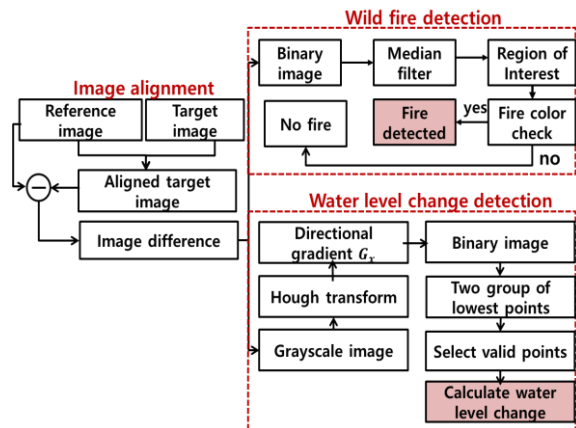 Wild fire detection
Binary
image
Median
filter
Region of
Interest
Image alignment
Reference
image
Target
image
No fire
Fire
detected
yes
Fire color
check
no
Aligned target
image
Image difference
Water level change detection
Directional
gradient Gx
Binary image
Hough transform
Two group of
lowest points
Grayscale image
Select valid points
Calculate water
level change